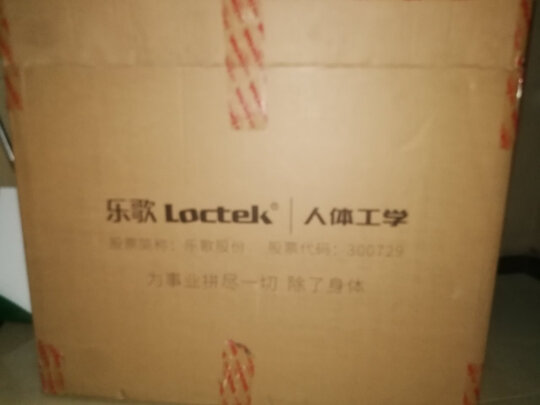 乐歌 Loctek® | 人体工学
股票简称：乐歌股份 股票代码：300729
为事业拼尽一切 除了身体